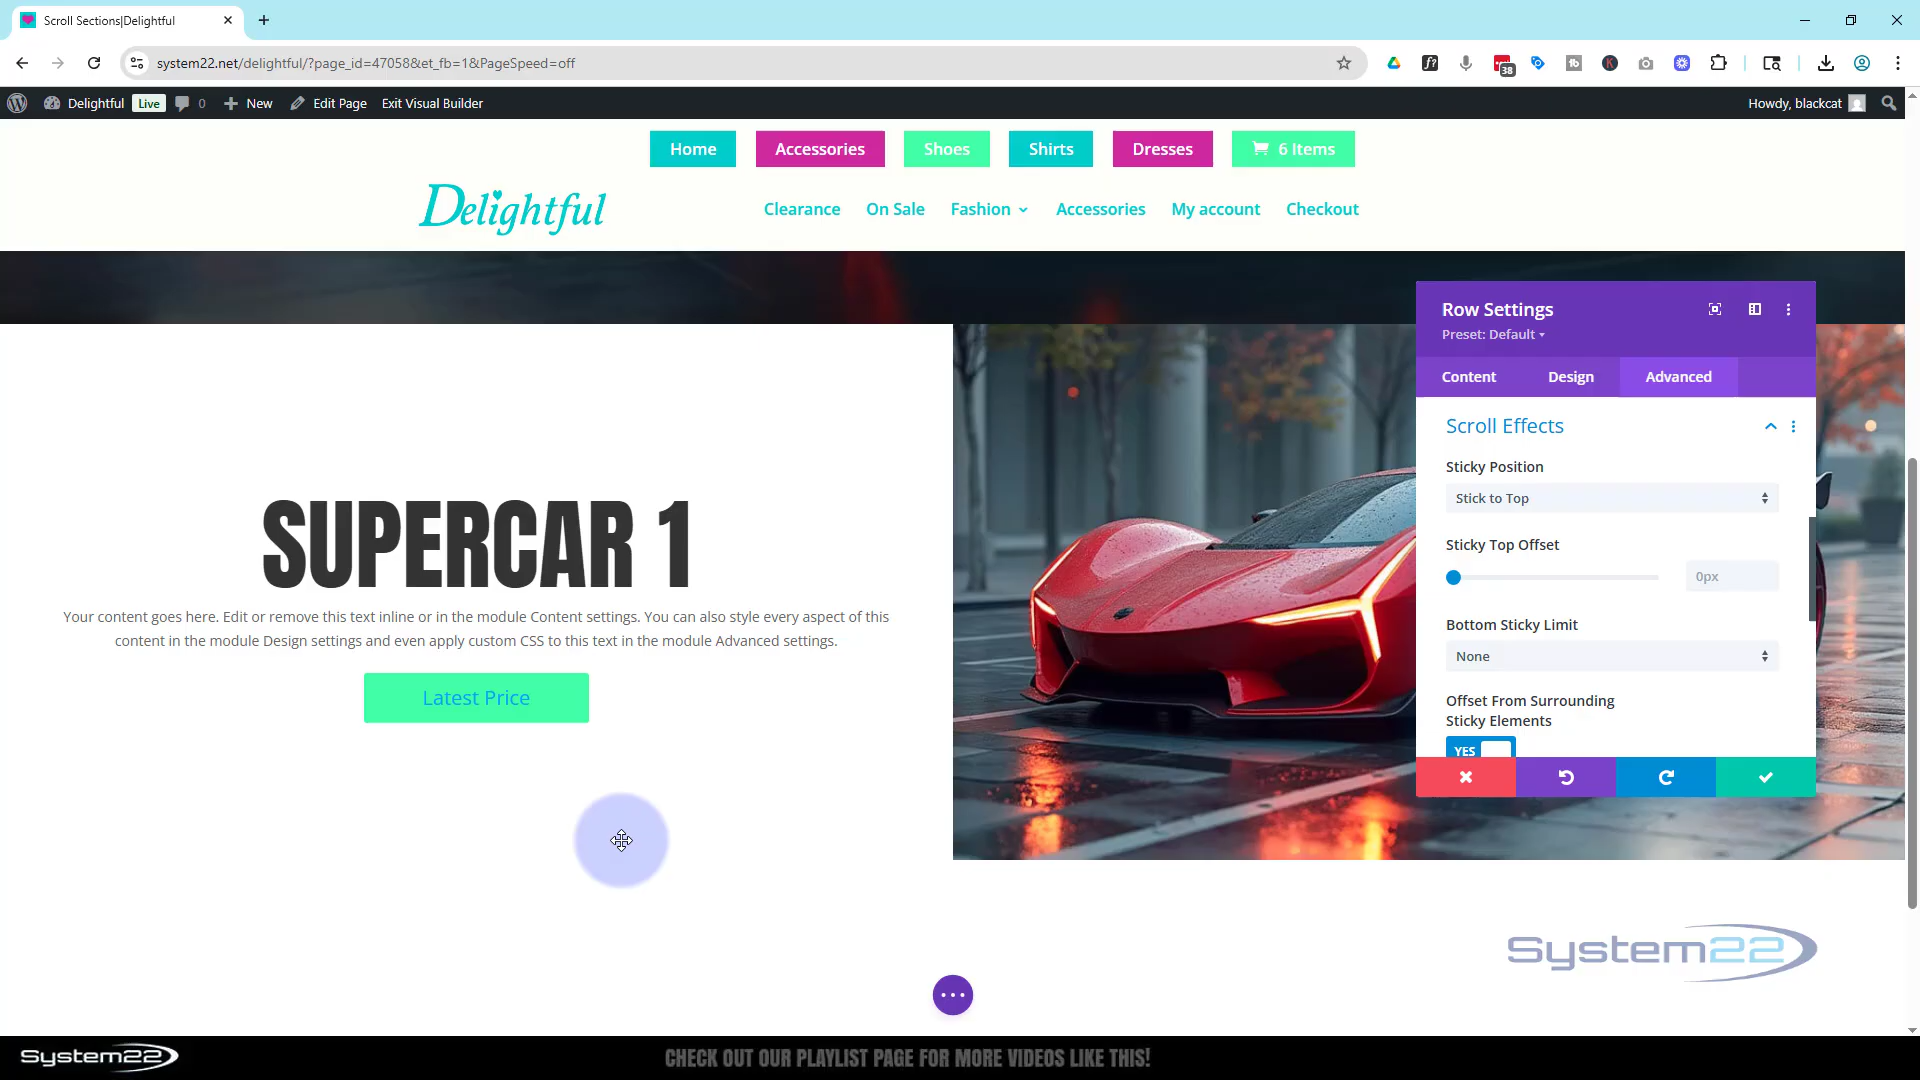 Scroll Sections|Delightful
system22.net/delightful/?page_id=47058&et_fb=1&PageSpeed=off
38
Delightful Live 0 New Edit Page Exit Visual Builder Howdy, blackcat
Home Accessories Shoes Shirts Dresses 6 Items
Delightful
Clearance On Sale Fashion Accessories My account Checkout
Row Settings
Preset: Default
Content Design Advanced
Scroll Effects
Sticky Position
Stick to Top
Sticky Top Offset
0px
Bottom Sticky Limit
None
Offset From Surrounding
Sticky Elements
YES
SUPERCAR 1
Your content goes here. Edit or remove this text inline or in the module Content settings. You can also style every aspect of this
content in the module Design settings and even apply custom CSS to this text in the module Advanced settings.
Latest Price
System22
System22
CHECK OUT OUR PLAYLIST PAGE FOR MORE VIDEOS LIKE THIS!